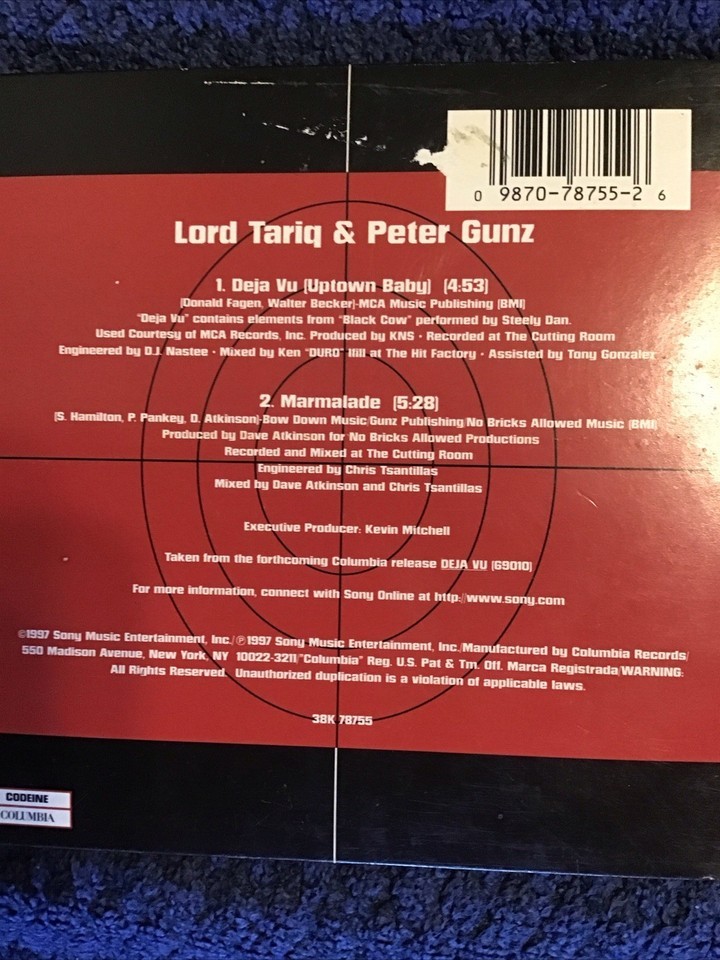 0 9870-78755-2 6
Lord Tariq & Peter Gunz
1. Deja Vu (Uptown Baby) (4:53)
(Donald Fagen, Walter Becker)-MCA Music Publishing (BMI)
"Deja Vu" contains elements from "Black Cow" performed by Steely Dan.
Used Courtesy of MCA Records, Inc. Produced by KNS • Recorded at The Cutting Room
Engineered by D.J. Nastee • Mixed by Ken "DURO" Ifill at The Hit Factory • Assisted by Tony Gonzalez
2. Marmalade (5:28)
(S. Hamilton, P. Pankey, D. Atkinson)-Bow Down Music/Gunz Publishing/No Bricks Allowed Music (BMI)
Produced by Dave Atkinson for No Bricks Allowed Productions
Recorded and Mixed at The Cutting Room
Engineered by Chris Tsantillas
Mixed by Dave Atkinson and Chris Tsantillas
Executive Producer: Kevin Mitchell
Taken from the forthcoming Columbia release DEJA VU (69010)
For more information, connect with Sony Online at http://www.sony.com
©1997 Sony Music Entertainment, Inc./℗1997 Sony Music Entertainment, Inc./Manufactured by Columbia Records/
550 Madison Avenue, New York, NY 10022-3211/"Columbia" Reg. U.S. Pat & Tm. Off. Marca Registrada/WARNING:
All Rights Reserved. Unauthorized duplication is a violation of applicable laws.
38K 78755
CODEINE
COLUMBIA